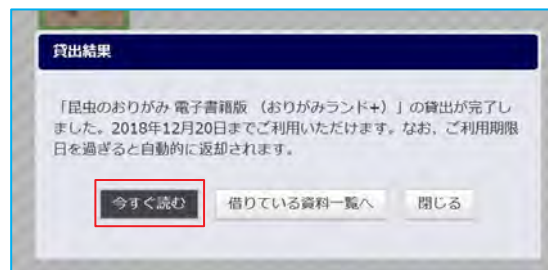 貸出結果
「昆虫のおりがみ 電子書籍版 （おりがみランド+）」の貸出が完了し
ました。2018年12月20日までご利用いただけます。なお、ご利用期限
日を過ぎると自動的に返却されます。
今すぐ読む 借りている資料一覧へ 閉じる